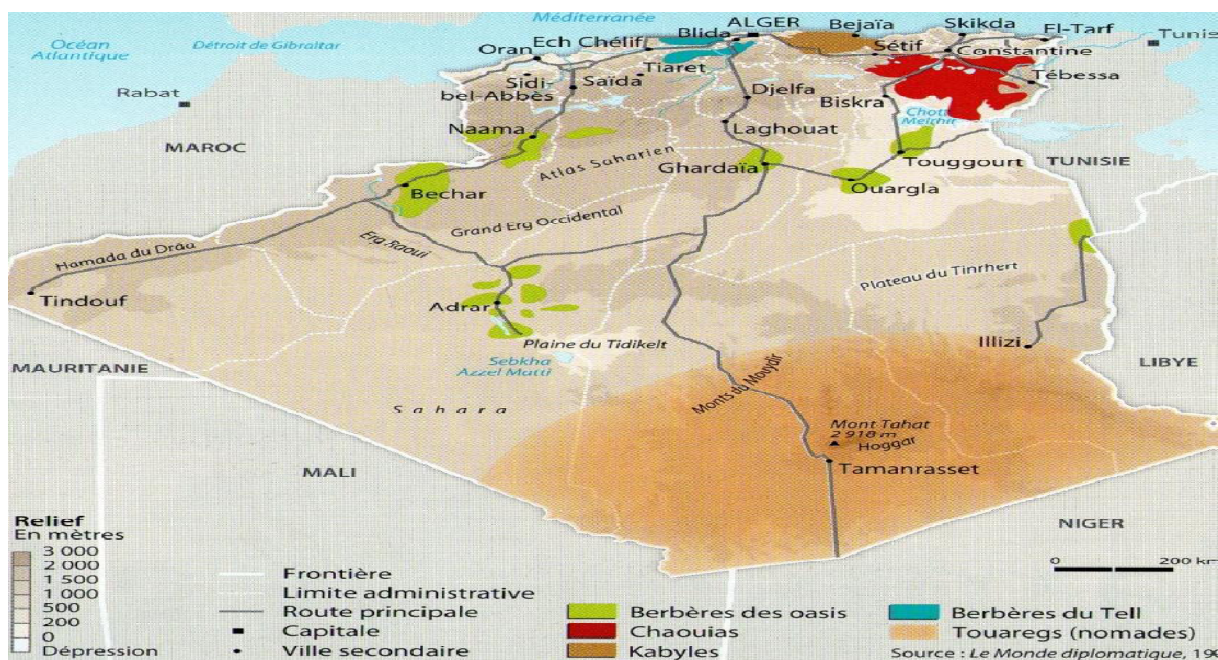 Méditerranée
Océan
Atlantique
Détroit de Gibraltar
Rabat
MAROC
Oran
Ech Chélif
Blida
ALGER
Bejaïa
Skikda
El-Tarf
Tunis
Sétif
Constantine
Sidi-
bel-Abbès
Saïda
Tiaret
Djelfa
Biskra
Tébessa
Naama
Laghouat
Chott
Melrhir
Atlas Saharien
Ghardaïa
Touggourt
TUNISIE
Bechar
Ouargla
Grand Erg Occidental
Hamada du Drâa
Erg Raoui
Tindouf
Adrar
Plateau du Tinrhert
Plaine du Tidikelt
Illizi
MAURITANIE
Sebkha
Azzel Matti
LIBYE
Sahara
Monts du Mouydir
Mont Tahat
2 918 m
Hoggar
Tamanrasset
MALI
NIGER
Relief
En mètres
3 000
2 000
1 500
1 000
500
200
0
Dépression
Frontière
Limite administrative
Route principale
Capitale
Ville secondaire
Berbères des oasis
Chaouias
Kabyles
Berbères du Tell
Touaregs (nomades)
0 200 km
Source : Le Monde diplomatique,